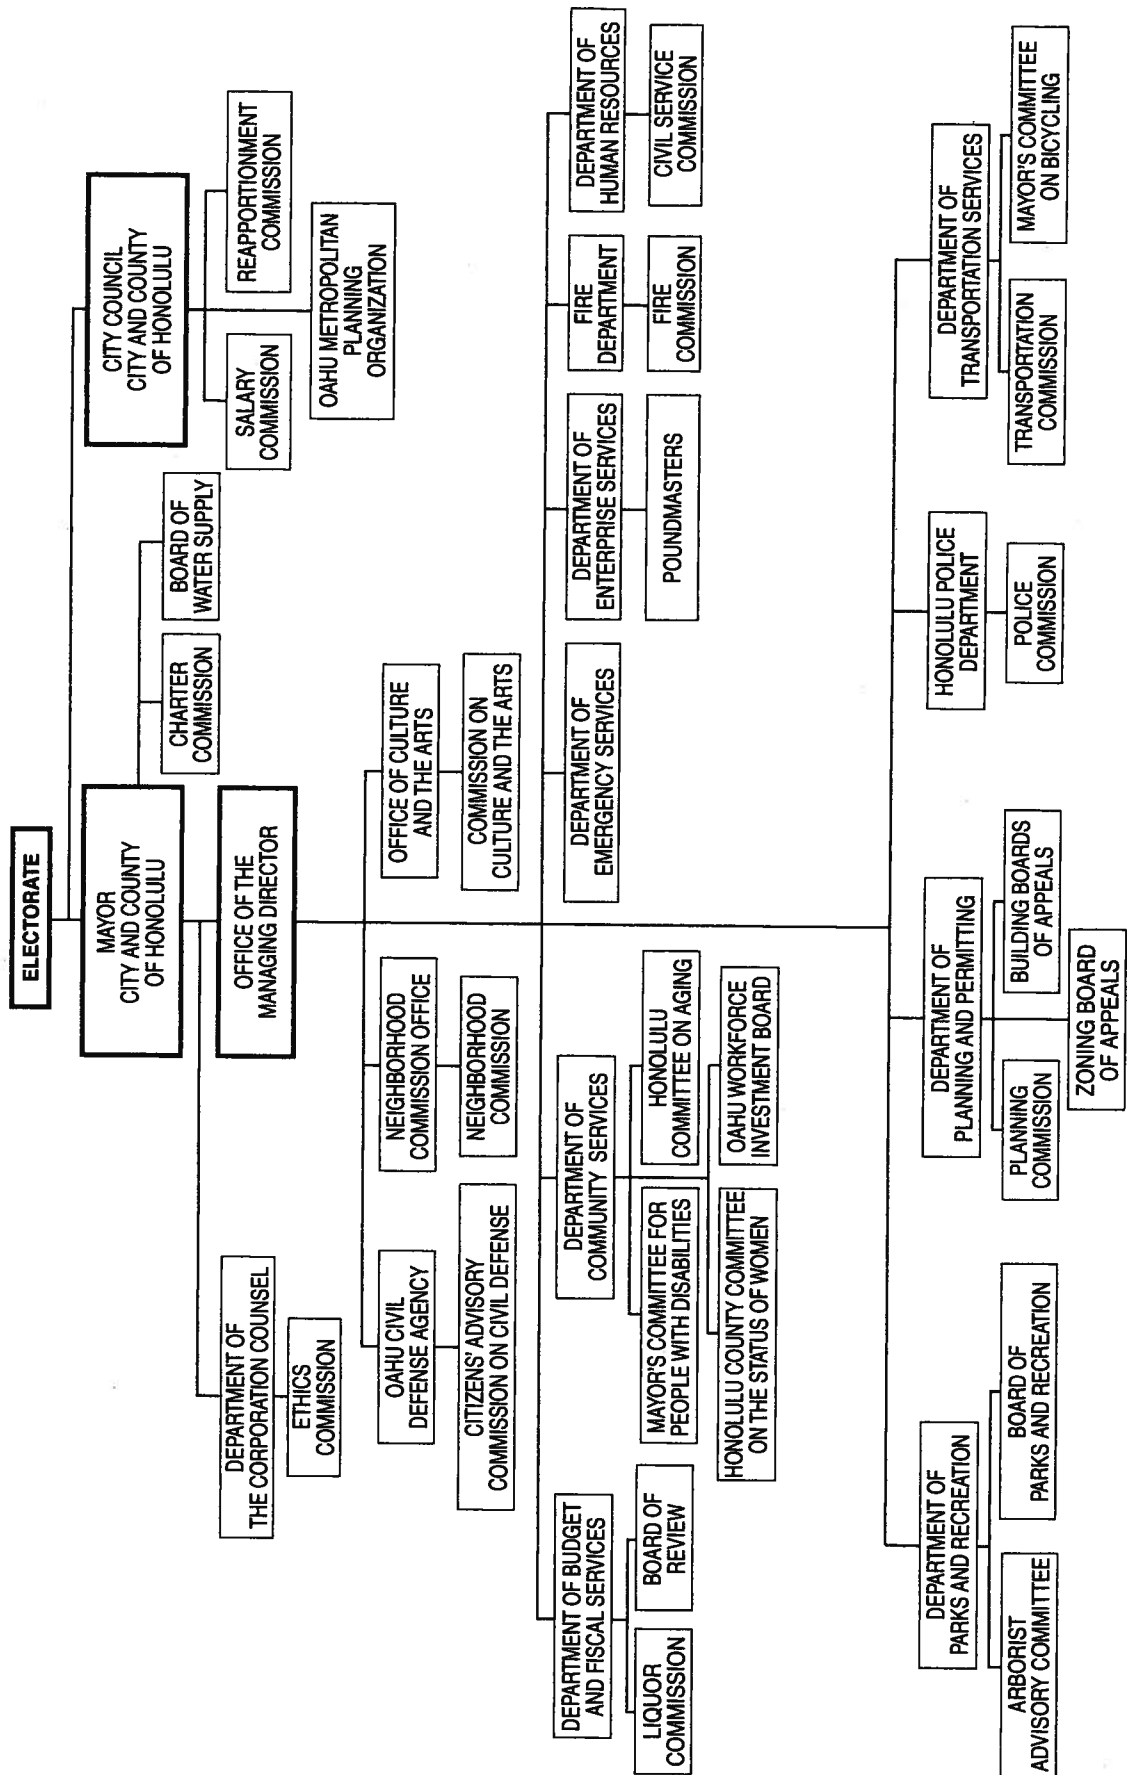 ELECTORATE
MAYOR
CITY AND COUNTY
OF HONOLULU
CITY COUNCIL
CITY AND COUNTY
OF HONOLULU
CHARTER
COMMISSION
BOARD OF
WATER SUPPLY
SALARY
COMMISSION
REAPPORTIONMENT
COMMISSION
OAHU METROPOLITAN
PLANNING
ORGANIZATION
DEPARTMENT OF
THE CORPORATION COUNSEL
ETHICS
COMMISSION
OFFICE OF THE
MANAGING DIRECTOR
OAHU CIVIL
DEFENSE AGENCY
CITIZENS' ADVISORY
COMMISSION ON CIVIL DEFENSE
NEIGHBORHOOD
COMMISSION OFFICE
NEIGHBORHOOD
COMMISSION
OFFICE OF CULTURE
AND THE ARTS
COMMISSION ON
CULTURE AND THE ARTS
DEPARTMENT OF BUDGET
AND FISCAL SERVICES
LIQUOR
COMMISSION
BOARD OF
REVIEW
DEPARTMENT OF
COMMUNITY SERVICES
MAYOR'S COMMITTEE FOR
PEOPLE WITH DISABILITIES
HONOLULU
COMMITTEE ON AGING
HONOLULU COUNTY COMMITTEE
ON THE STATUS OF WOMEN
OAHU WORKFORCE
INVESTMENT BOARD
DEPARTMENT OF
EMERGENCY SERVICES
DEPARTMENT OF
ENTERPRISE SERVICES
POUNDMASTERS
FIRE
DEPARTMENT
FIRE
COMMISSION
DEPARTMENT OF
HUMAN RESOURCES
CIVIL SERVICE
COMMISSION
DEPARTMENT OF
PARKS AND RECREATION
ARBORIST
ADVISORY COMMITTEE
BOARD OF
PARKS AND RECREATION
DEPARTMENT OF
PLANNING AND PERMITTING
PLANNING
COMMISSION
BUILDING BOARDS
OF APPEALS
ZONING BOARD
OF APPEALS
HONOLULU POLICE
DEPARTMENT
POLICE
COMMISSION
DEPARTMENT OF
TRANSPORTATION SERVICES
TRANSPORTATION
COMMISSION
MAYOR'S COMMITTEE
ON BICYCLING